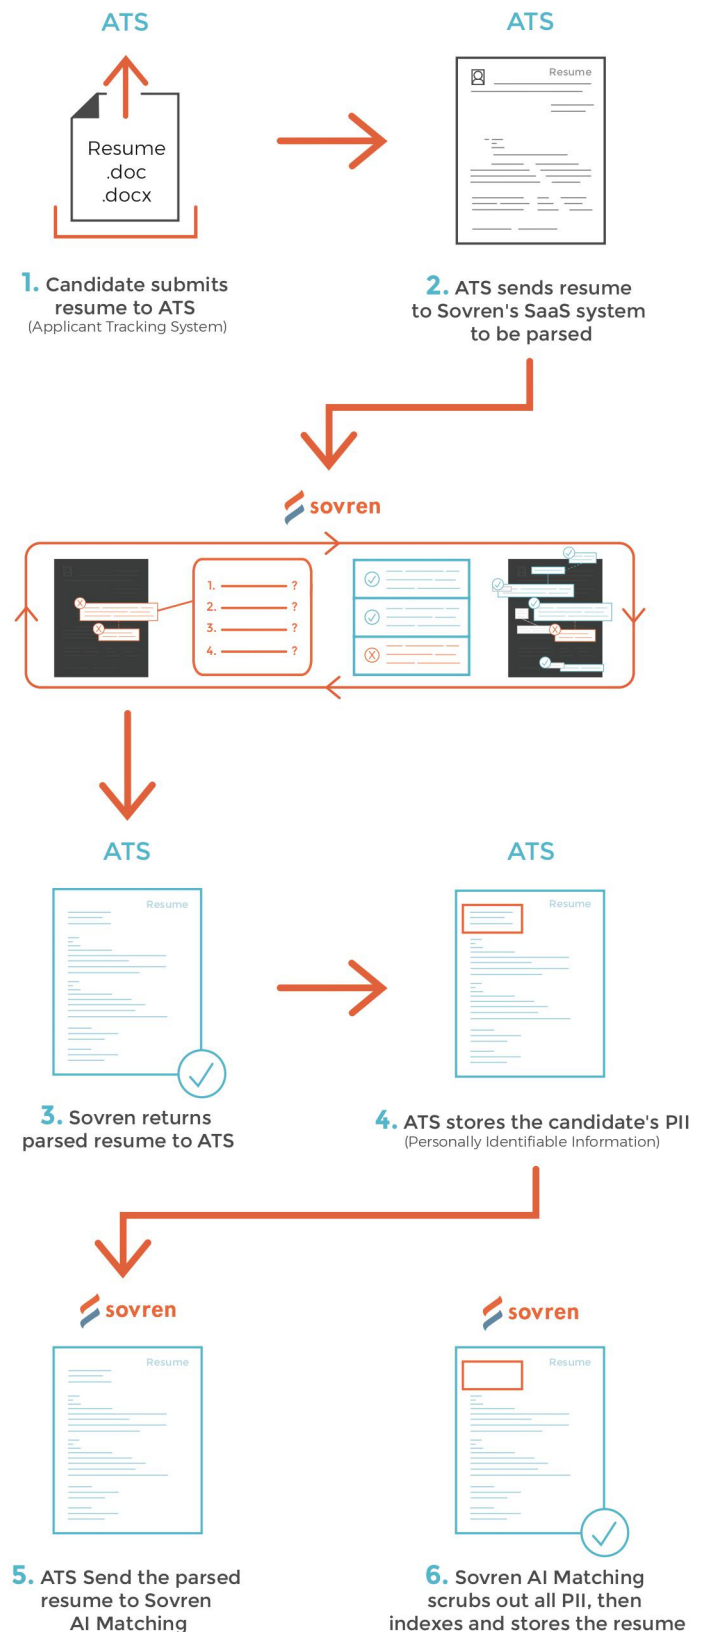 ATS
ATS
Resume
.doc
.docx
Resume
1. Candidate submits
resume to ATS
(Applicant Tracking System)
2. ATS sends resume
to Sovren's SaaS system
to be parsed
sovren
1. ?
2. ?
3. ?
4. ?
ATS
ATS
Resume
Resume
3. Sovren returns
parsed resume to ATS
4. ATS stores the candidate's PII
(Personally Identifiable Information)
sovren
sovren
Resume
Resume
5. ATS Send the parsed
resume to Sovren
AI Matching
6. Sovren AI Matching
scrubs out all PII, then
indexes and stores the resume